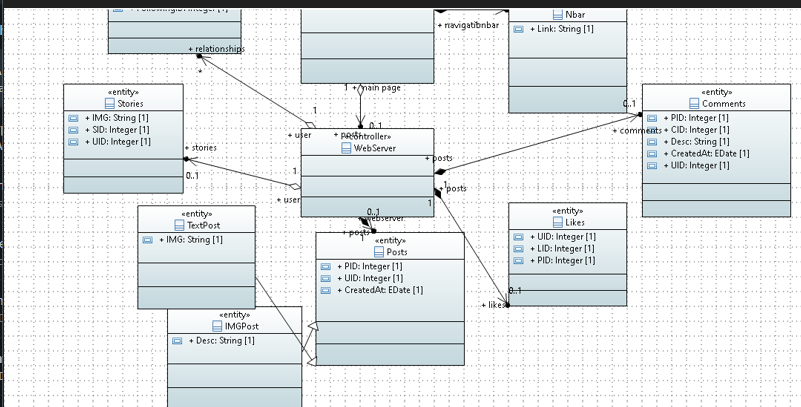 + relationships
*
+ navigationbar
Nbar
+ Link: String [1]
«entity»
Stories
+ IMG: String [1]
+ SID: Integer [1]
+ UID: Integer [1]
+ stories
0..1
1
+ user
1
+ user
1
+ main page
0..1
«controller»
WebServer
+ posts
+ posts
1
1
0..1
+ comments
«entity»
Comments
+ PID: Integer [1]
+ CID: Integer [1]
+ Desc: String [1]
+ CreatedAt: EDate [1]
+ UID: Integer [1]
«entity»
TextPost
+ IMG: String [1]
0..1
webserver
+ posts
1
«entity»
Posts
+ PID: Integer [1]
+ UID: Integer [1]
+ CreatedAt: EDate [1]
«entity»
Likes
+ UID: Integer [1]
+ LID: Integer [1]
+ PID: Integer [1]
0..1
+ likes
«entity»
IMGPost
+ Desc: String [1]